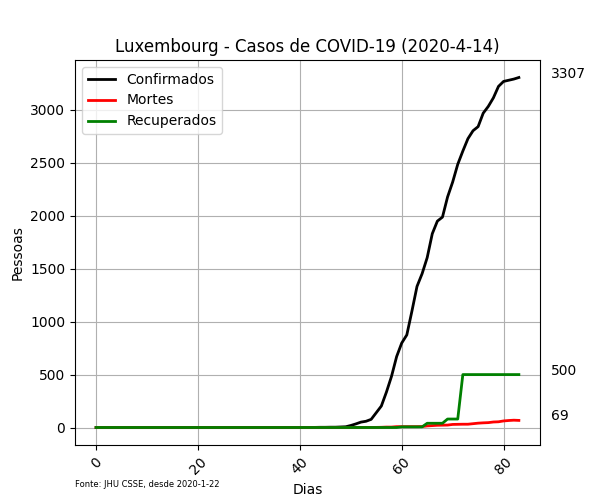 Luxembourg - Casos de COVID-19 (2020-4-14)
Confirmados
Mortes
Recuperados
3307
500
69
Pessoas
3000
2500
2000
1500
1000
500
0
0 20 40 60 80
Dias
Fonte: JHU CSSE, desde 2020-1-22